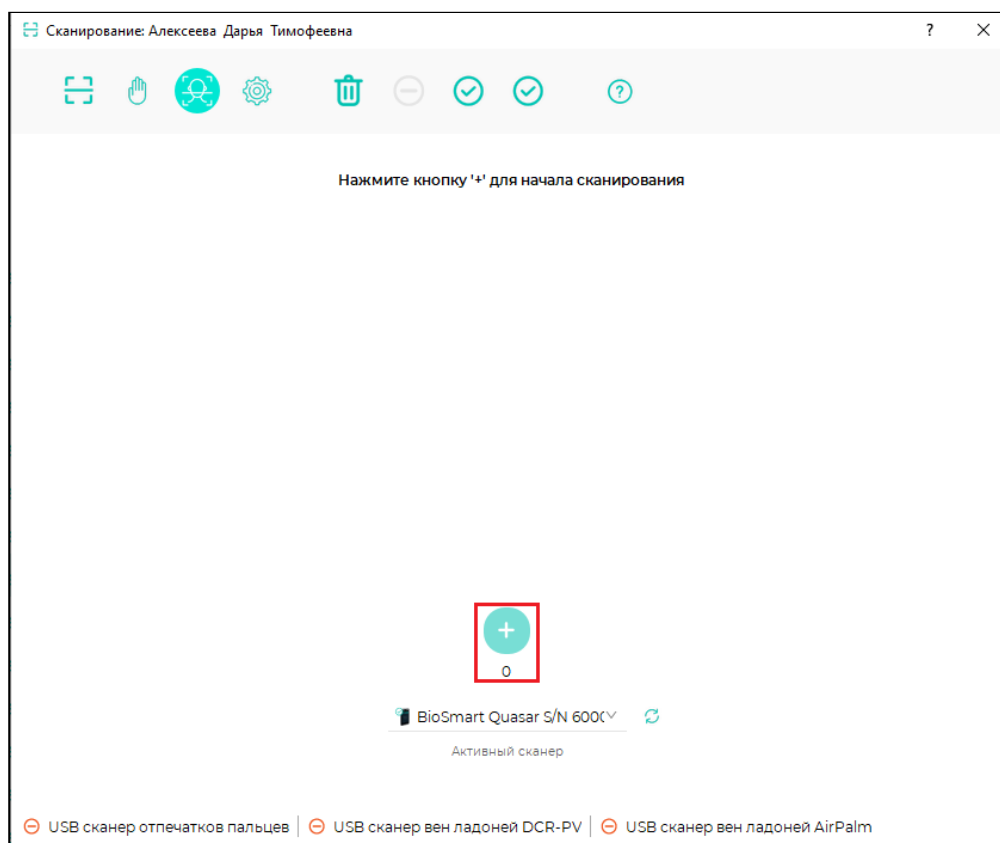 Сканирование: Алексеева Дарья Тимофеевна
?
Нажмите кнопку '+' для начала сканирования
0
BioSmart Quasar S/N 600
Активный сканер
USB сканер отпечатков пальцев USB сканер вен ладоней DCR-PV USB сканер вен ладоней AirPalm